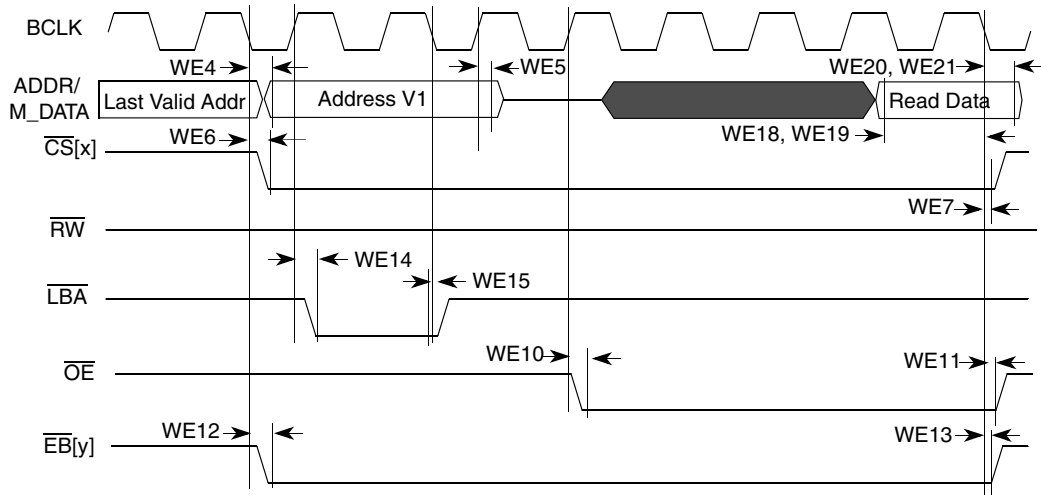 BCLK
WE4
WE5
WE20, WE21
ADDR/
M_DATA
Last Valid Addr
Address V1
Read Data
WE6
WE18, WE19
CS[x]
WE7
RW
WE14
WE15
LBA
WE10
WE11
OE
WE12
WE13
EB[y]